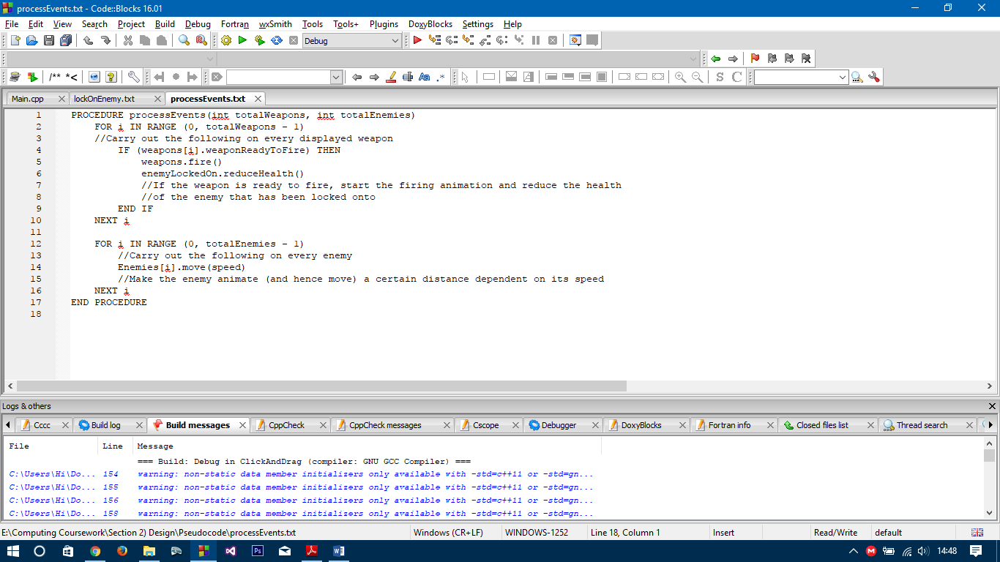 processEvents.txt - Code::Blocks 16.01
File Edit View Search Project Build Debug Fortran wxSmith Tools Tools+ Plugins DoxyBlocks Settings Help
Debug
/** *<
Aa .*
S C
Main.cpp lockOnEnemy.txt processEvents.txt
1 PROCEDURE processEvents(int totalWeapons, int totalEnemies)
2 FOR i IN RANGE (0, totalWeapons - 1)
3 //Carry out the following on every displayed weapon
4 IF (weapons[i].weaponReadyToFire) THEN
5 weapons.fire()
6 enemyLockedOn.reduceHealth()
7 //If the weapon is ready to fire, start the firing animation and reduce the health
8 //of the enemy that has been locked onto
9 END IF
10 NEXT i
11
12 FOR i IN RANGE (0, totalEnemies - 1)
13 //Carry out the following on every enemy
14 Enemies[i].move(speed)
15 //Make the enemy animate (and hence move) a certain distance dependent on its speed
16 NEXT i
17 END PROCEDURE
18
Logs & others
Cccc Build log Build messages CppCheck CppCheck messages Cscope Debugger DoxyBlocks Fortran info Closed files list Thread search
File Line Message
=== Build: Debug in ClickAndDrag (compiler: GNU GCC Compiler) ===
C:\Users\Hi\Do... 154 warning: non-static data member initializers only available with -std=c++11 or -std=gn...
C:\Users\Hi\Do... 155 warning: non-static data member initializers only available with -std=c++11 or -std=gn...
C:\Users\Hi\Do... 156 warning: non-static data member initializers only available with -std=c++11 or -std=gn...
C:\Users\Hi\Do... 158 warning: non-static data member initializers only available with -std=c++11 or -std=gn...
E:\Computing Coursework\Section 2) Design\Pseudocode\processEvents.txt Windows (CR+LF) WINDOWS-1252 Line 18, Column 1 Insert Read/Write default
14:48